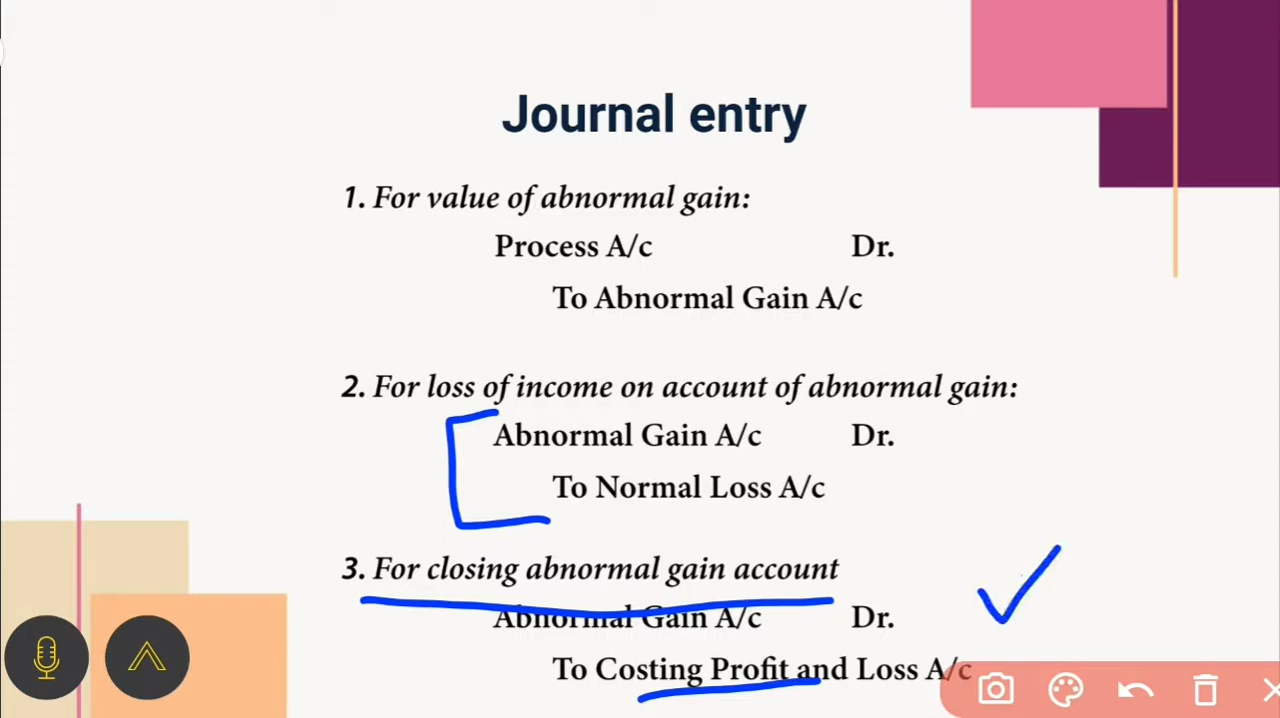 Journal entry
1. For value of abnormal gain:
Process A/c Dr.
To Abnormal Gain A/c
2. For loss of income on account of abnormal gain:
Abnormal Gain A/c Dr.
To Normal Loss A/c
3. For closing abnormal gain account
Abnormal Gain A/c Dr.
To Costing Profit and Loss A/c